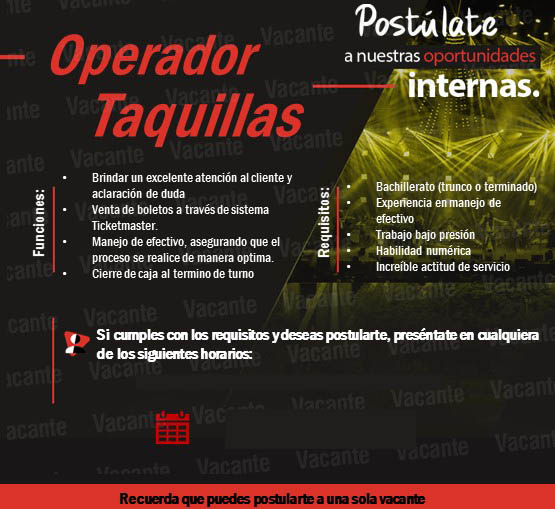 Postúlate
a nuestras oportunidades
internas.
Operador
Taquillas
Funciones:
• Brindar un excelente atención al cliente y
aclaración de duda
• Venta de boletos a través de sistema
Ticketmaster.
• Manejo de efectivo, asegurando que el
proceso se realice de manera optima.
• Cierre de caja al termino de turno
Requisitos:
• Bachillerato (trunco o terminado)
• Experiencia en manejo de
efectivo
• Trabajo bajo presión
• Habilidad numérica
• Increíble actitud de servicio
Si cumples con los requisitos y deseas postularte, preséntate en cualquiera
de los siguientes horarios:
Vacante
Recuerda que puedes postularte a una sola vacante